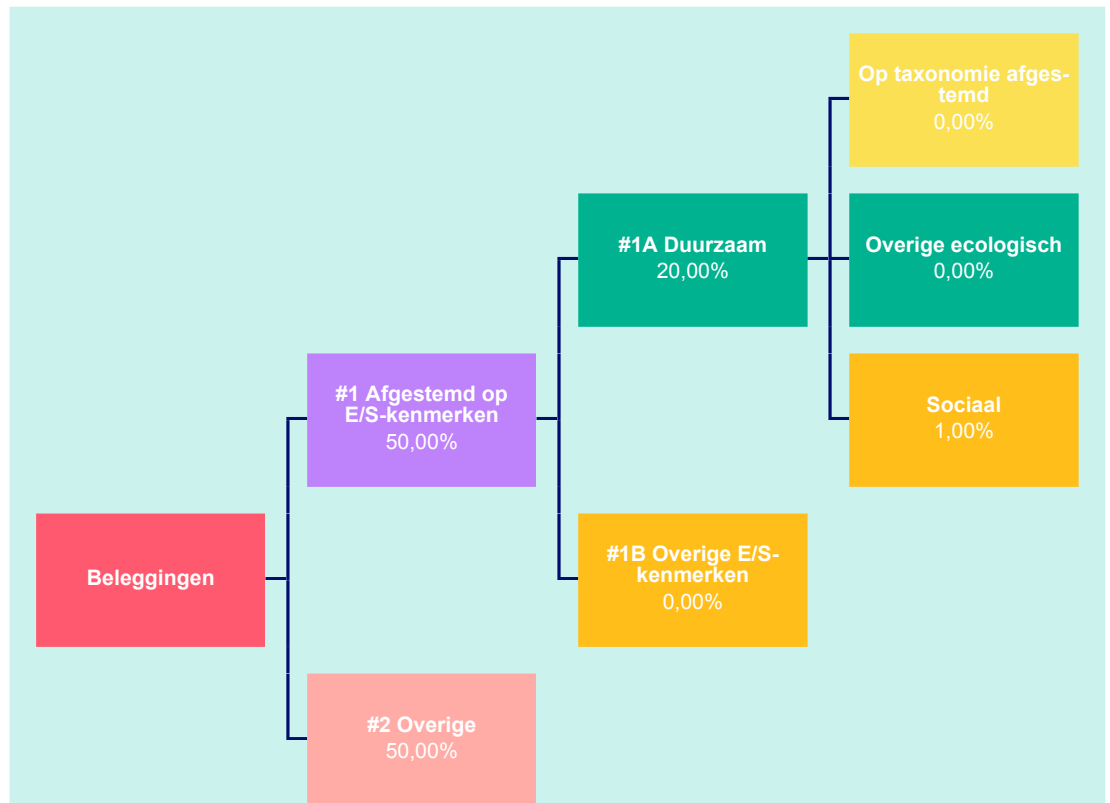 Op taxonomie afges-
temd
0,00%
#1A Duurzaam
20,00%
Overige ecologisch
0,00%
#1 Afgestemd op
E/S-kenmerken
50,00%
Sociaal
1,00%
Beleggingen
#1B Overige E/S-
kenmerken
0,00%
#2 Overige
50,00%